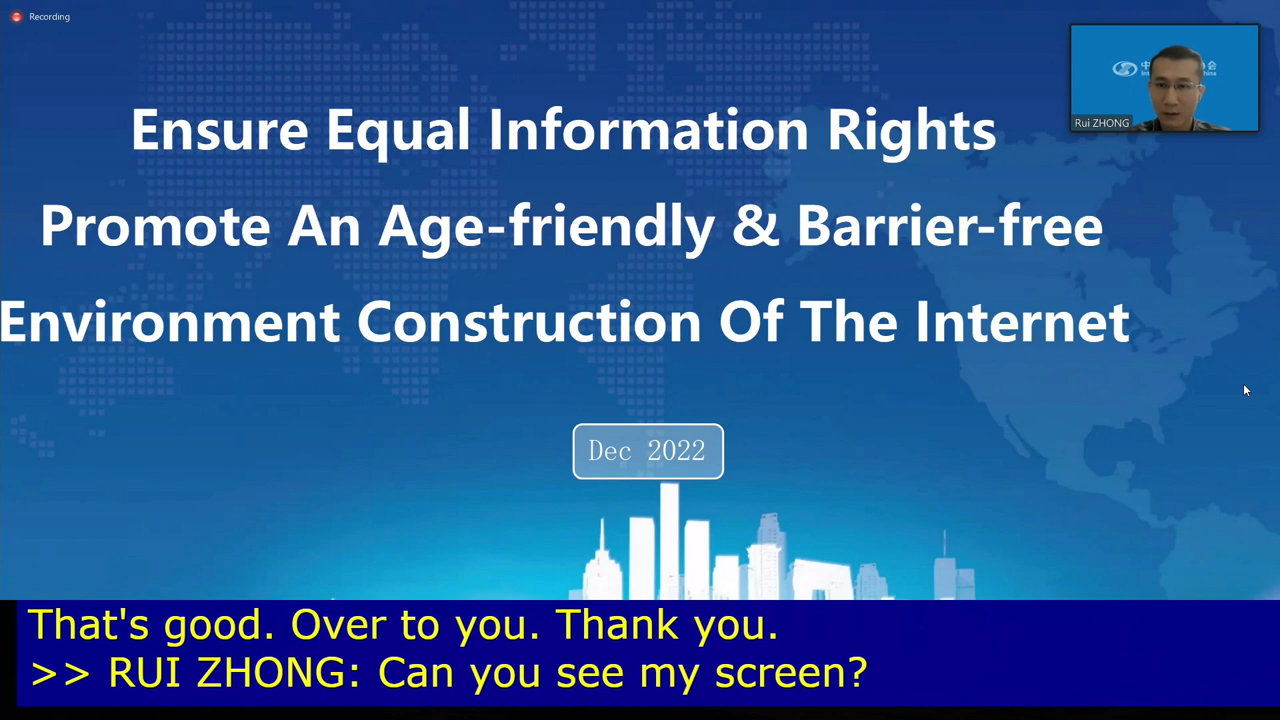 Recording
Ensure Equal Information Rights
Promote An Age-friendly & Barrier-free
Environment Construction Of The Internet
Rui ZHONG
Dec 2022
That's good. Over to you. Thank you.
>> RUI ZHONG: Can you see my screen?